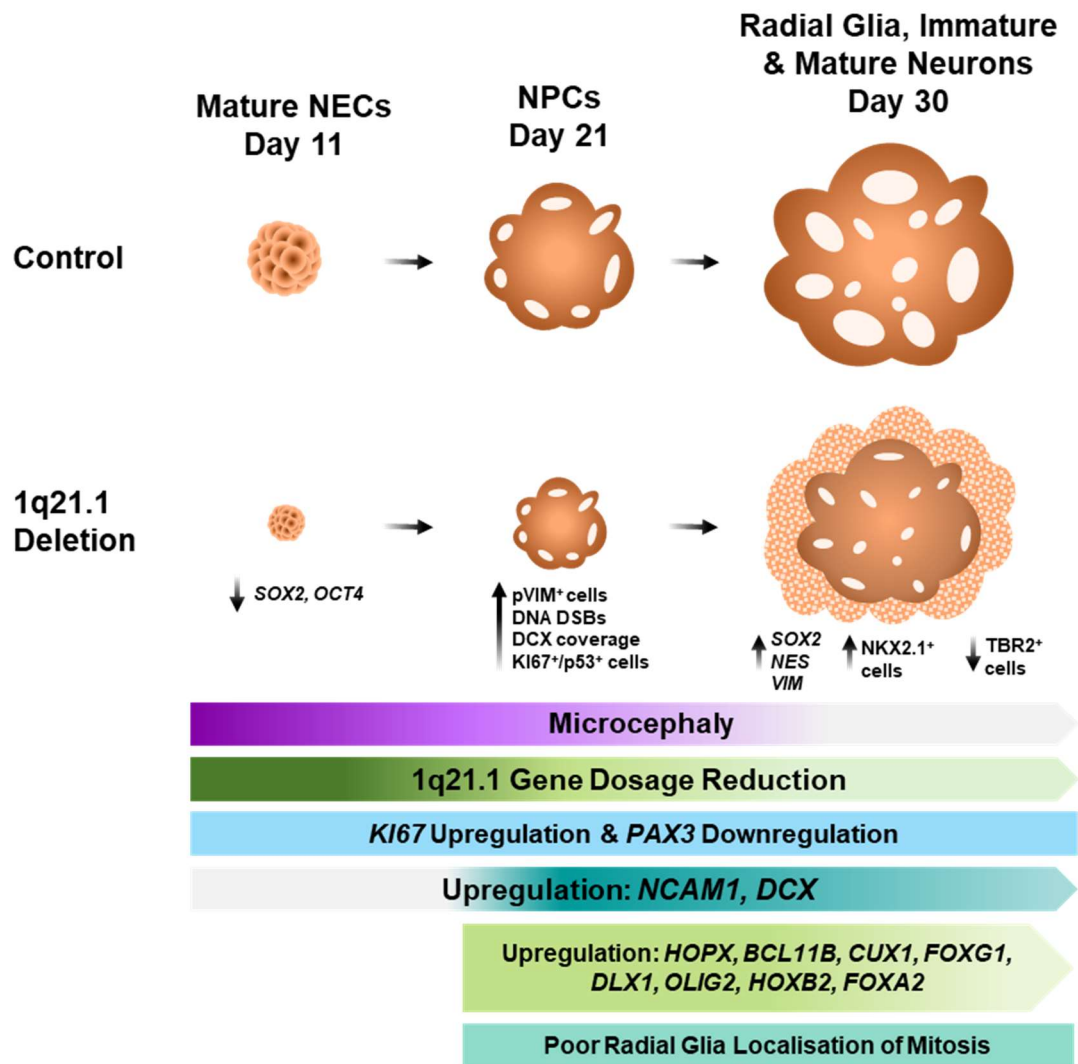 Mature NECs
Day 11
NPCs
Day 21
Radial Glia, Immature
& Mature Neurons
Day 30
Control
1q21.1
Deletion
SOX2, OCT4
pVIM⁺ cells
DNA DSBs
DCX coverage
KI67⁺/p53⁺ cells
SOX2
NES
VIM
NKX2.1⁺
cells
TBR2⁺
cells
Microcephaly
1q21.1 Gene Dosage Reduction
KI67 Upregulation & PAX3 Downregulation
Upregulation: NCAM1, DCX
Upregulation: HOPX, BCL11B, CUX1, FOXG1,
DLX1, OLIG2, HOXB2, FOXA2
Poor Radial Glia Localisation of Mitosis